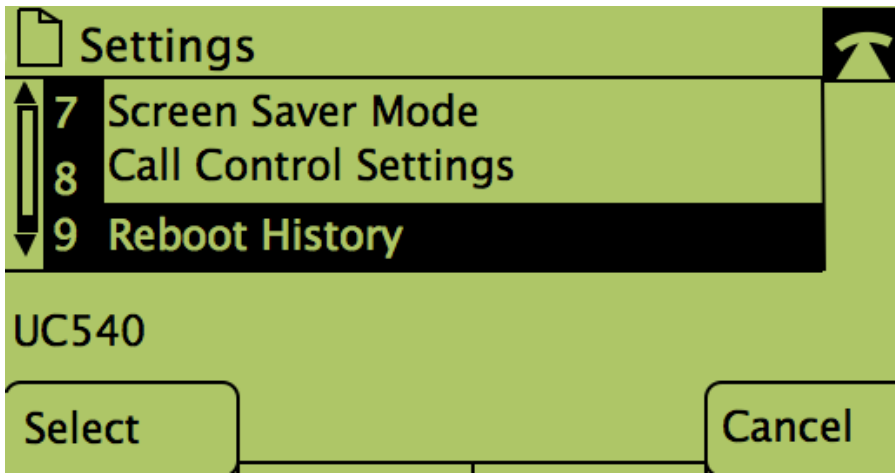 Settings
7 Screen Saver Mode
8 Call Control Settings
9 Reboot History
UC540
Select Cancel